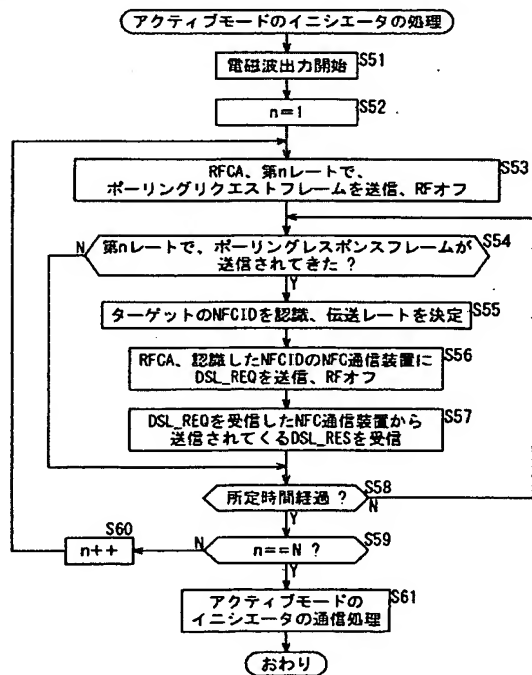 アクティブモードのイニシエータの処理
電磁波出力開始
S51
n=1
S52
RFCA、第nレートで、
ポーリングリクエストフレームを送信、RFオフ
S53
第nレートで、ポーリングレスポンスフレームが
送信されてきた ?
S54
N
Y
ターゲットのNFCIDを認識、伝送レートを決定
S55
RFCA、認識したNFCIDのNFC通信装置に
DSL_REQを送信、RFオフ
S56
DSL_REQを受信したNFC通信装置から
送信されてくるDSL_RESを受信
S57
所定時間経過 ?
S58
N
Y
n==N ?
S59
N
S60
n++
Y
アクティブモードの
イニシエータの通信処理
S61
おわり